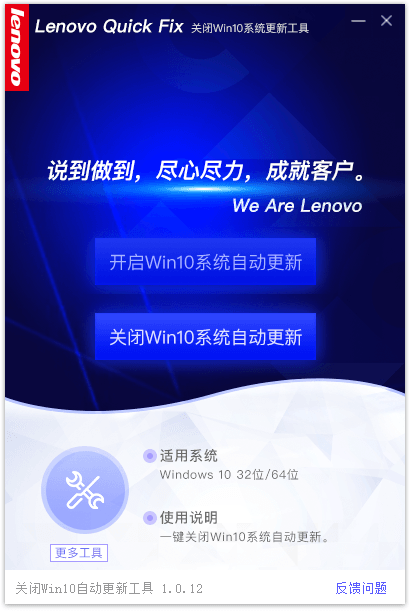 lenovo
Lenovo Quick Fix 关闭Win10系统更新工具
说到做到，尽心尽力，成就客户。
We Are Lenovo
开启Win10系统自动更新
关闭Win10系统自动更新
适用系统
Windows 10 32位/64位
使用说明
一键关闭Win10系统自动更新。
更多工具
关闭Win10自动更新工具 1.0.12
反馈问题